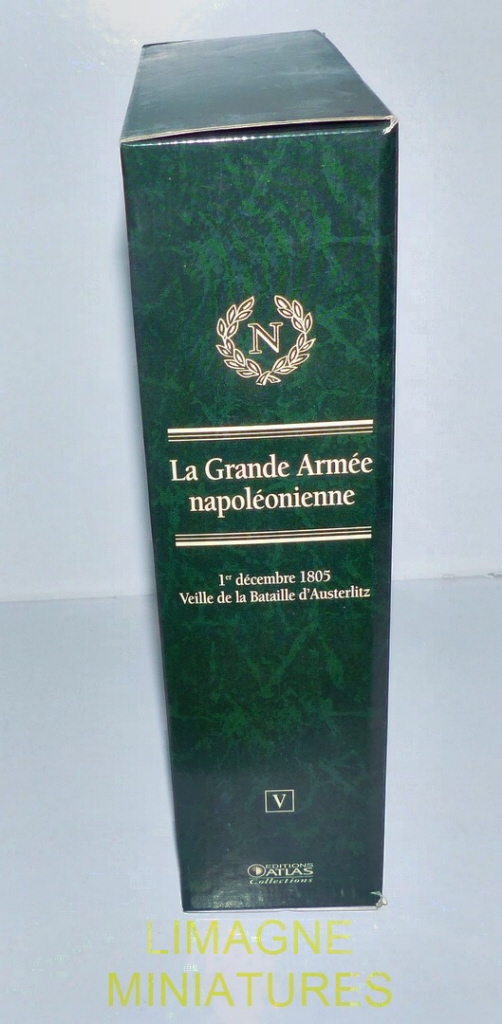 N
La Grande Armée
napoléonienne
1er décembre 1805
Veille de la Bataille d'Austerlitz
V
EDITIONS
ATLAS
Collections
LIMAGNE
MINIATURES